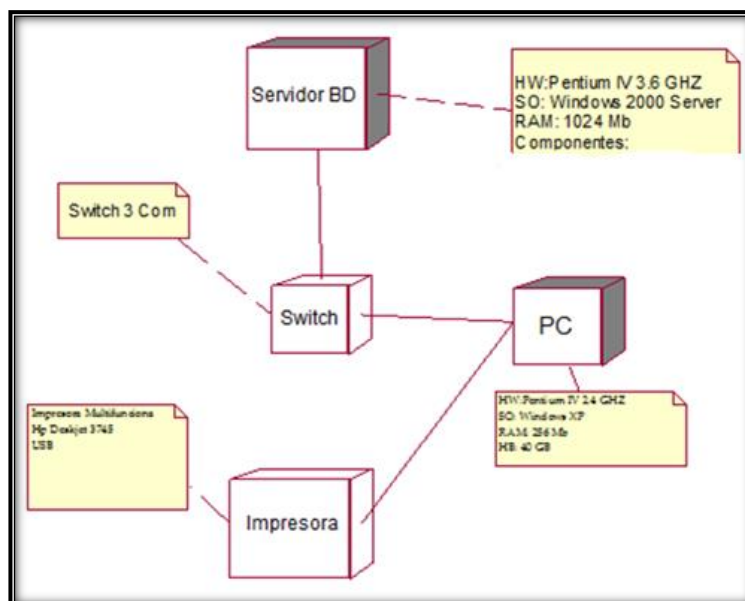 Servidor BD
HW:Pentium IV 3.6 GHZ
SO: Windows 2000 Server
RAM: 1024 Mb
Componentes:
Switch 3 Com
Switch
PC
HW:Pentium IV 2.4 GHZ
SO: Windows XP
RAM: 256 Mb
HB: 40 GB
Impresora Multifunciona
Hp Deskjet 3745
USB
Impresora